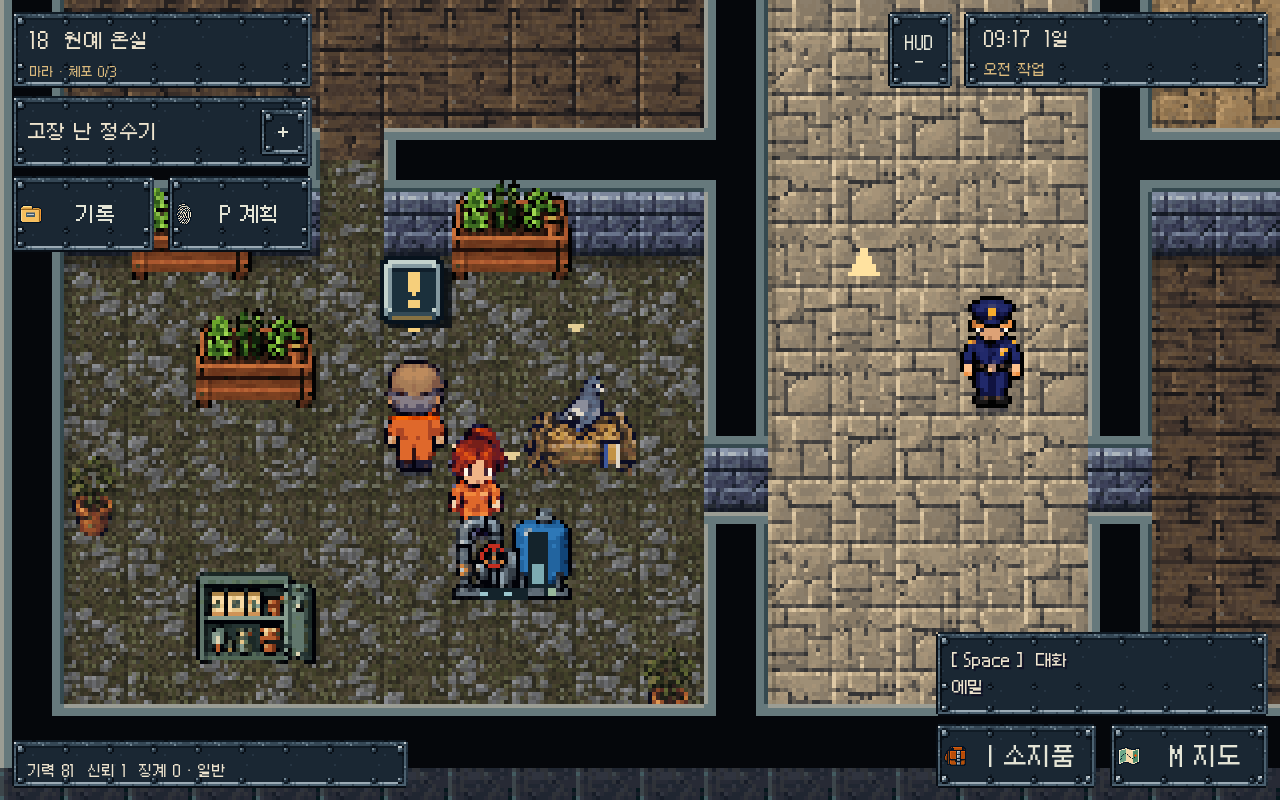 18 원예 온실
마라 · 체포 0/3
고장 난 정수기
+
기록
P 계획
HUD
–
09:17 1일
오전 작업
!
[ Space ] 대화
에밀
기력 81 신뢰 1 징계 0 · 일반
I 소지품
M 지도